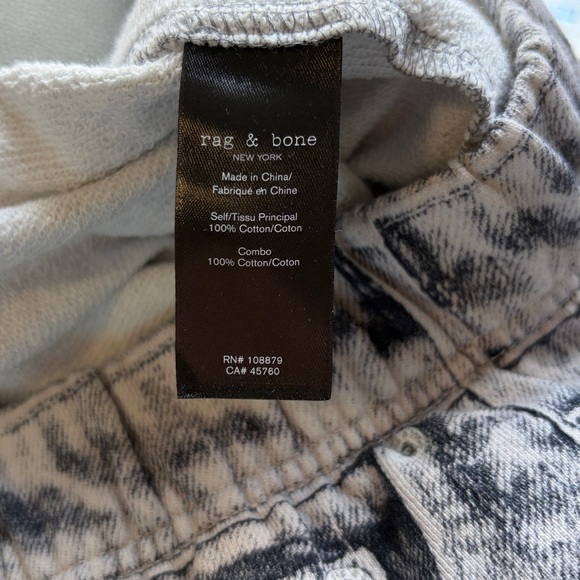 rag & bone
NEW YORK
Made in China/
Fabriqué en Chine
Self/Tissu Principal
100% Cotton/Coton
Combo
100% Cotton/Coton
RN# 108879
CA# 45760